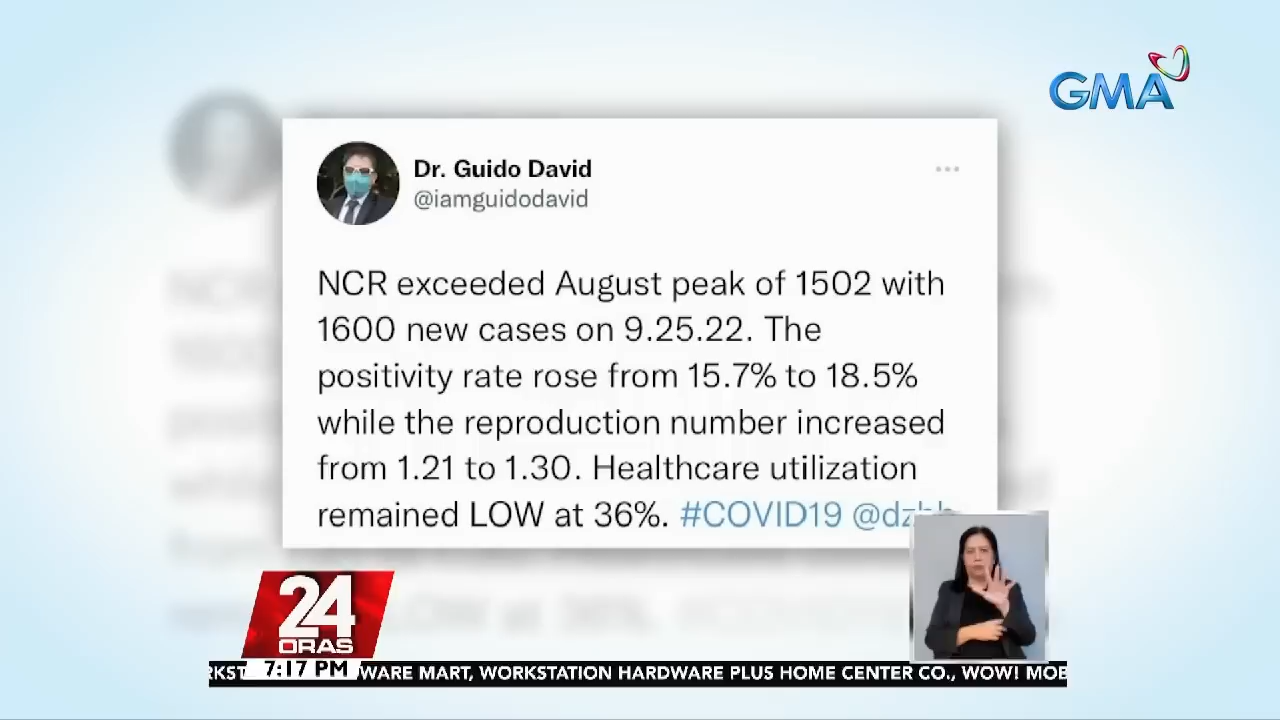 GMA
Dr. Guido David
@iamguidodavid
NCR exceeded August peak of 1502 with
1600 new cases on 9.25.22. The
positivity rate rose from 15.7% to 18.5%
while the reproduction number increased
from 1.21 to 1.30. Healthcare utilization
remained LOW at 36%. #COVID19 @dzbb
24
ORAS
7:17 PM
WARE MART, WORKSTATION HARDWARE PLUS HOME CENTER CO., WOW! MOB